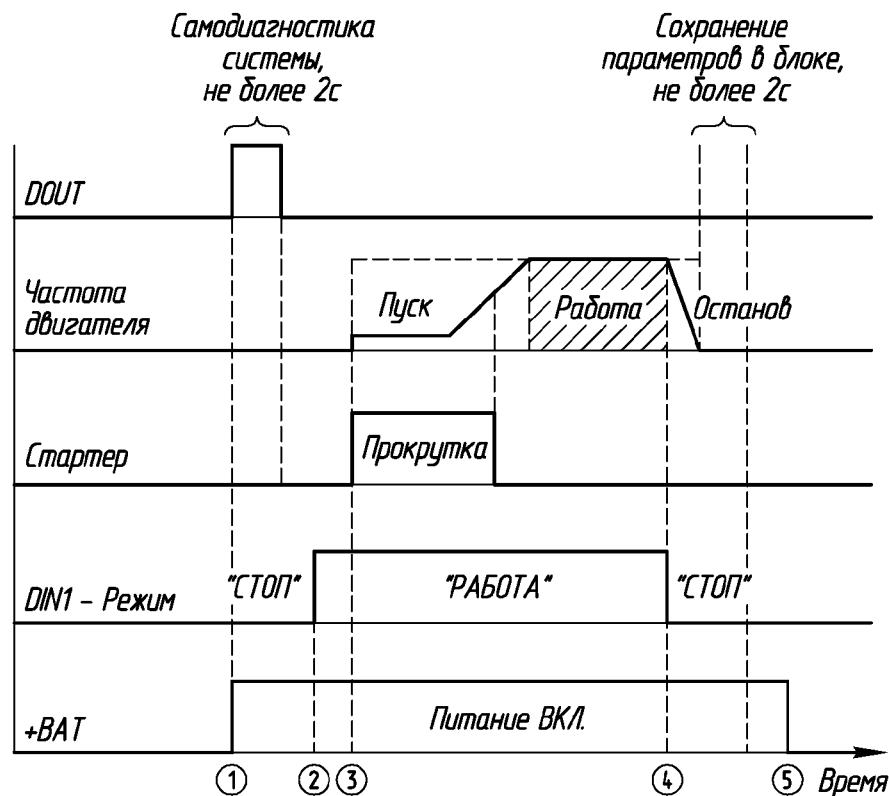 Самодиагностика
системы,
не более 2с
Сохранение
параметров в блоке,
не более 2с
DOUT
Частота
двигателя
Пуск
Работа
Останов
Стартер
Прокрутка
DIN1 - Режим
"СТОП"
"РАБОТА"
"СТОП"
+BAT
Питание ВКЛ.
1 2 3 4 5 Время